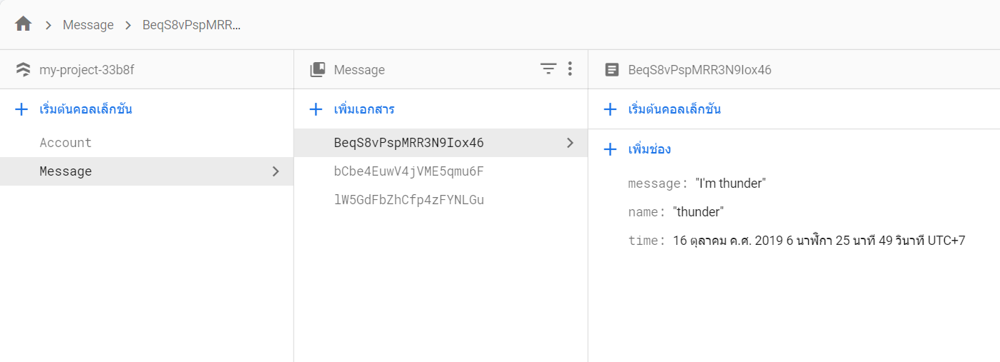 Message
BeqS8vPspMRR...
my-project-33b8f
เริ่มต้นคอลเล็กชัน
Account
Message
Message
เพิ่มเอกสาร
BeqS8vPspMRR3N9Iox46
bCbe4EuwV4jVME5qmu6F
lW5GdFbZhCfp4zFYNLGu
BeqS8vPspMRR3N9Iox46
เริ่มต้นคอลเล็กชัน
เพิ่มช่อง
message: "I'm thunder"
name: "thunder"
time: 16 ตุลาคม ค.ศ. 2019 6 นาฬิกา 25 นาที 49 วินาที UTC+7